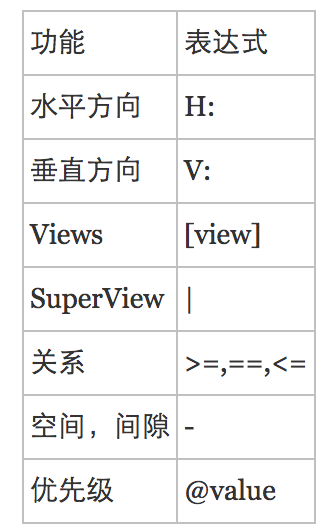 功能 表达式
水平方向 H:
垂直方向 V:
Views [view]
SuperView |
关系 >=,==,<=
空间，间隙 -
优先级 @value